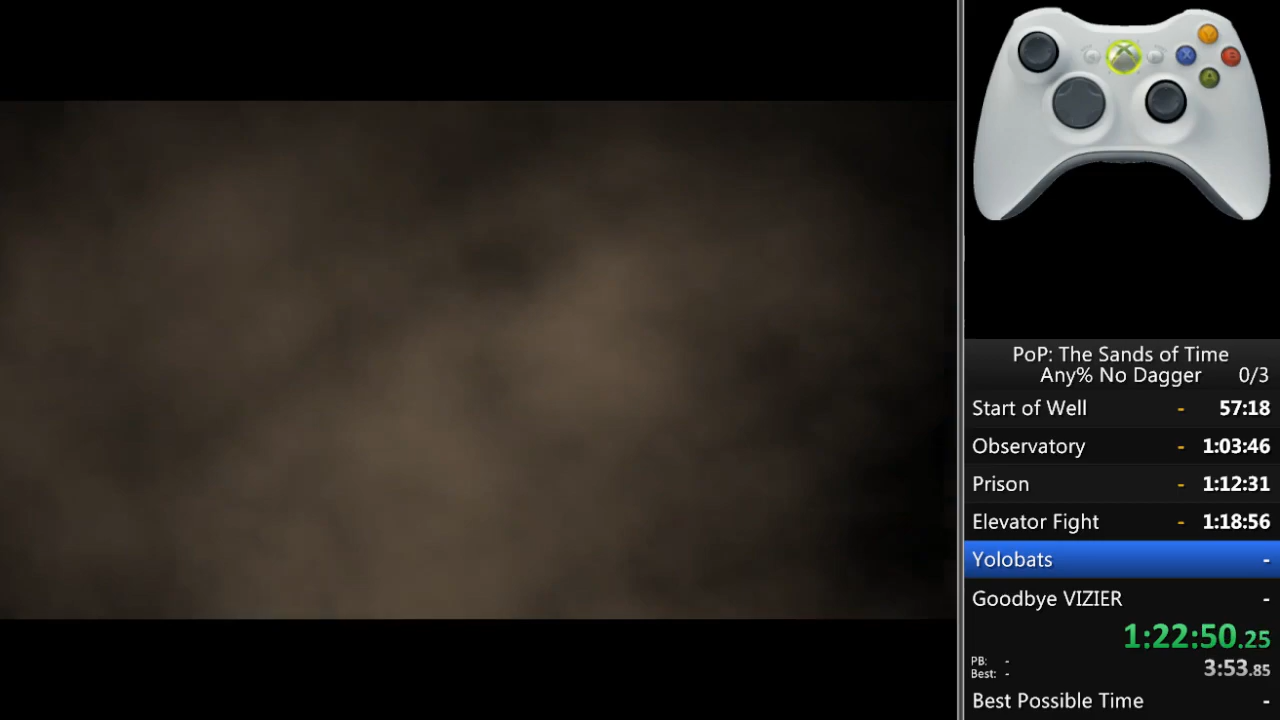 PoP: The Sands of Time
Any% No Dagger 0/3
Start of Well - 57:18
Observatory - 1:03:46
Prison - 1:12:31
Elevator Fight - 1:18:56
Yolobats -
Goodbye VIZIER -
1:22:50.25
PB: -
Best: - 3:53.85
Best Possible Time -